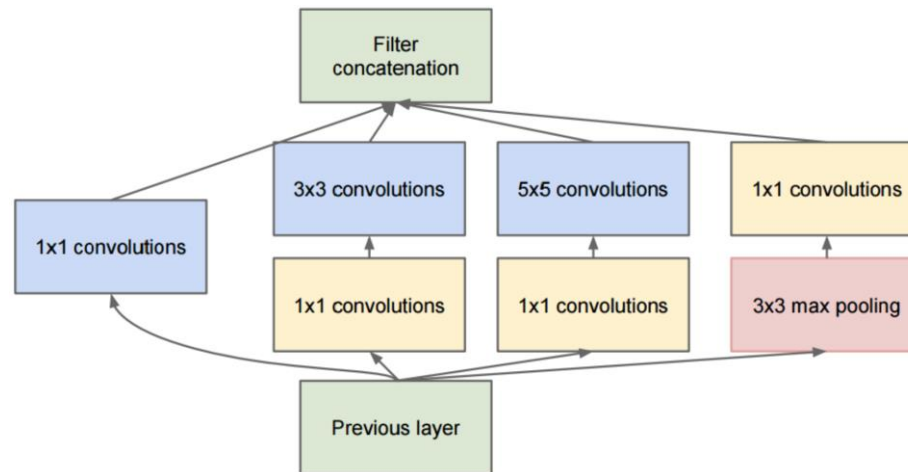 Filter
concatenation
3x3 convolutions
5x5 convolutions
1x1 convolutions
1x1 convolutions
1x1 convolutions
1x1 convolutions
3x3 max pooling
Previous layer